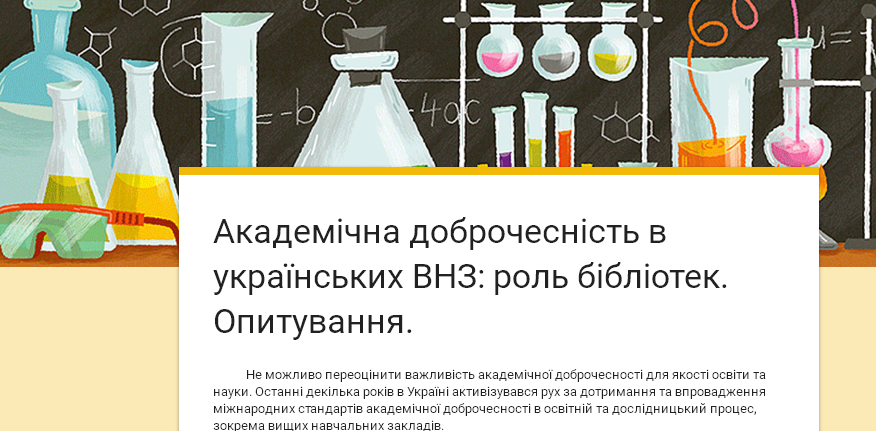 -b
-4ac
μ=
Академічна доброчесність в
українських ВНЗ: роль бібліотек.
Опитування.
Не можливо переоцінити важливість академічної доброчесності для якості освіти та
науки. Останні декілька років в Україні активізувався рух за дотримання та впровадження
міжнародних стандартів академічної доброчесності в освітній та дослідницький процес,
зокрема вищих навчальних закладів.